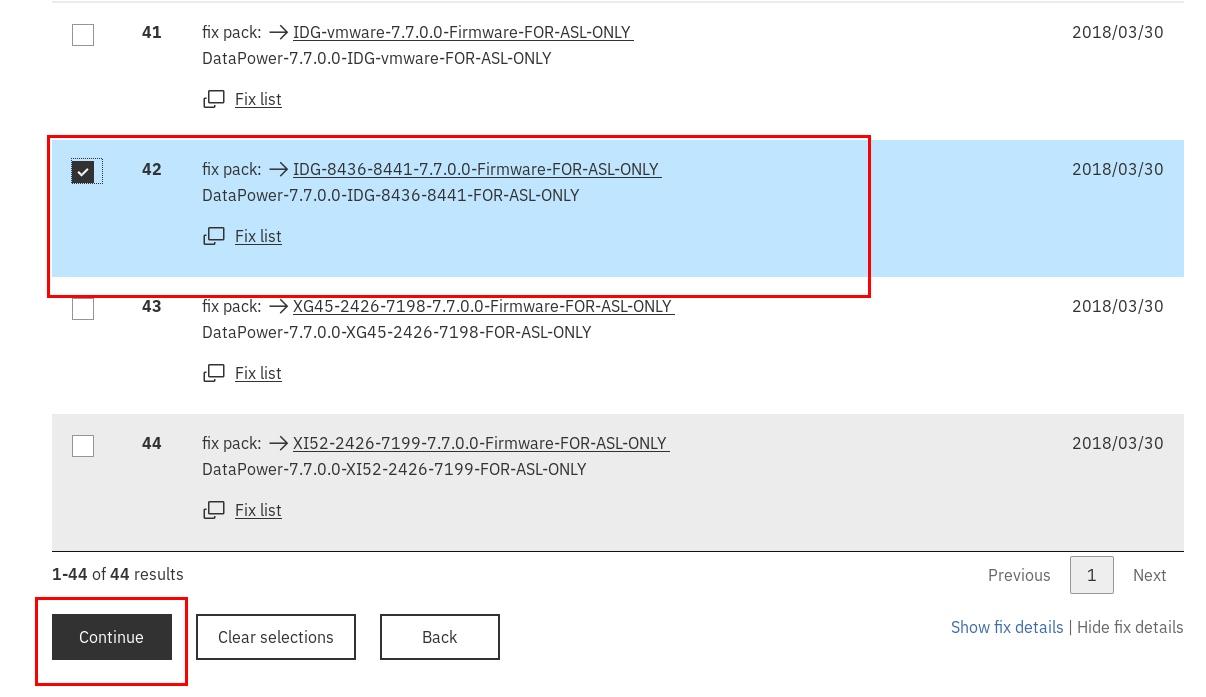 41 fix pack: → IDG-vmware-7.7.0.0-Firmware-FOR-ASL-ONLY 2018/03/30
DataPower-7.7.0.0-IDG-vmware-FOR-ASL-ONLY
Fix list
42 fix pack: → IDG-8436-8441-7.7.0.0-Firmware-FOR-ASL-ONLY 2018/03/30
DataPower-7.7.0.0-IDG-8436-8441-FOR-ASL-ONLY
Fix list
43 fix pack: → XG45-2426-7198-7.7.0.0-Firmware-FOR-ASL-ONLY 2018/03/30
DataPower-7.7.0.0-XG45-2426-7198-FOR-ASL-ONLY
Fix list
44 fix pack: → XI52-2426-7199-7.7.0.0-Firmware-FOR-ASL-ONLY 2018/03/30
DataPower-7.7.0.0-XI52-2426-7199-FOR-ASL-ONLY
Fix list
1-44 of 44 results Previous 1 Next
Continue Clear selections Back Show fix details | Hide fix details